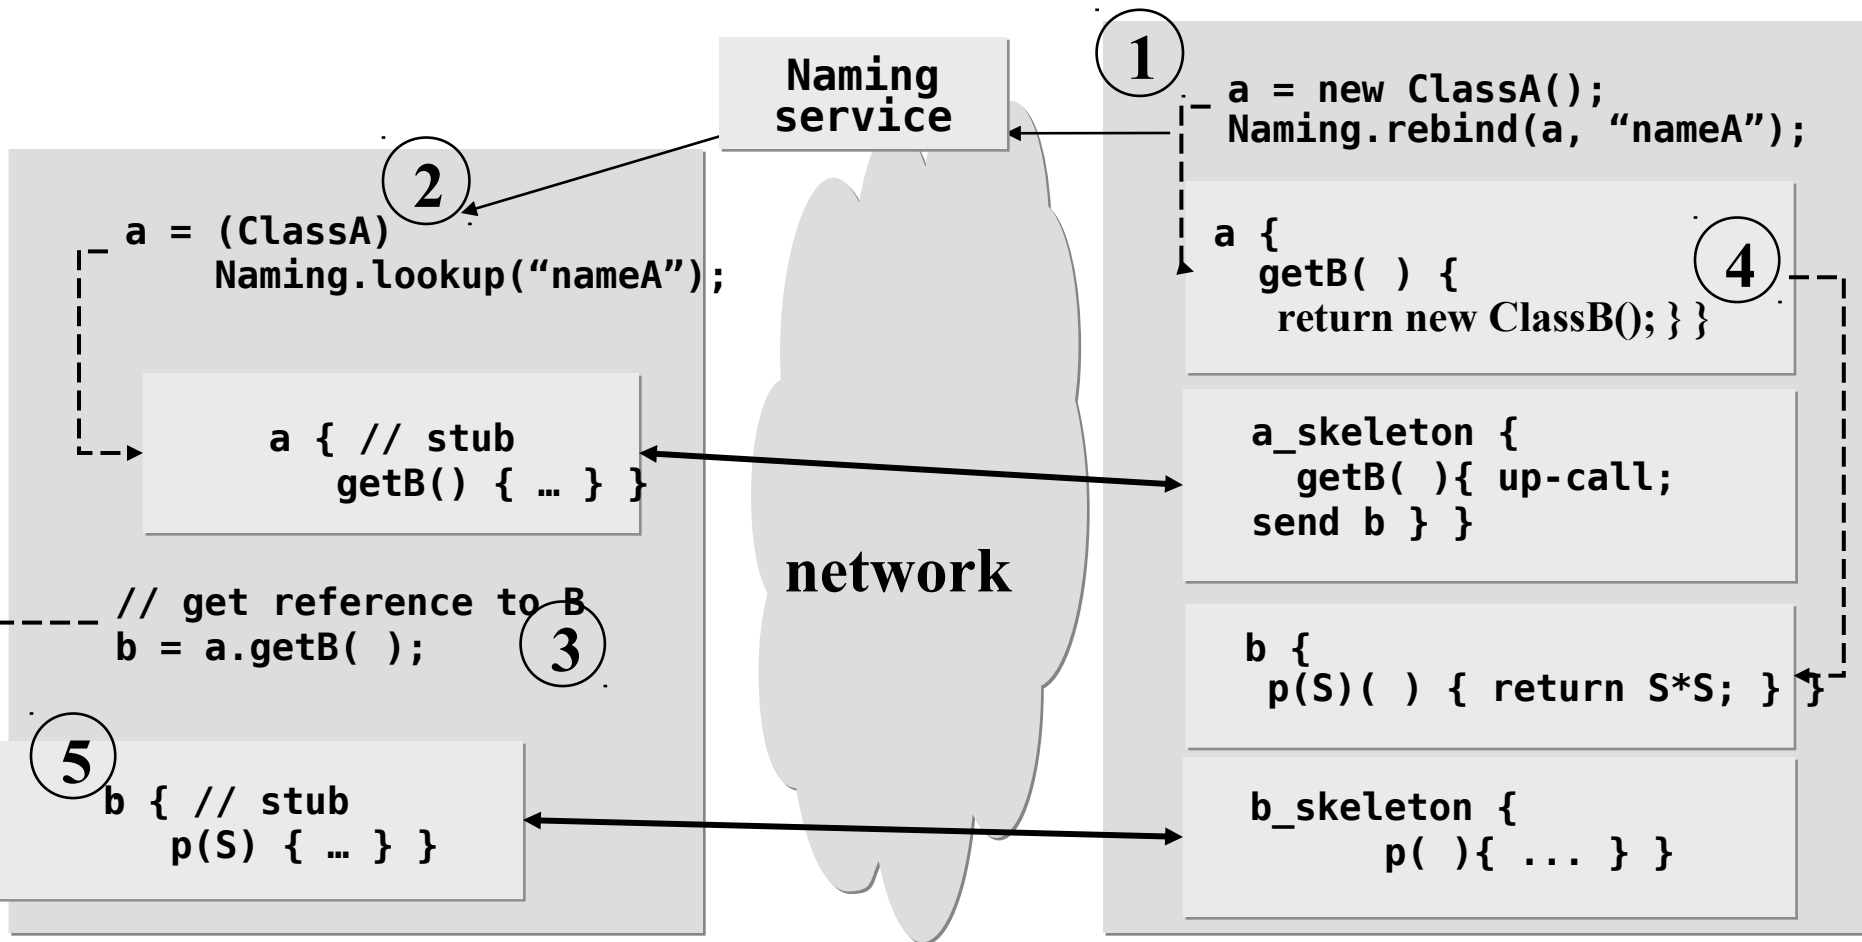 Naming
service
1
a = new ClassA();
Naming.rebind(a, “nameA”);
2
a = (ClassA)
Naming.lookup(“nameA”);
a {
getB( ) {
return new ClassB(); } }
4
a { // stub
getB() { … } }
a_skeleton {
getB( ){ up-call;
send b } }
network
// get reference to B
b = a.getB( );
3
b {
p(S)( ) { return S*S; } }
5
b { // stub
p(S) { … } }
b_skeleton {
p( ){ ... } }